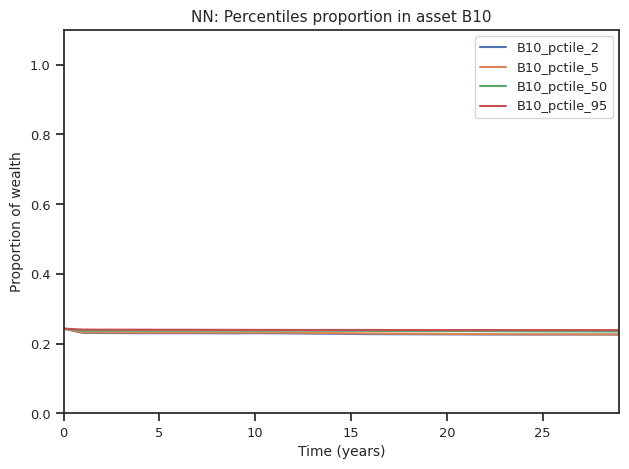 NN: Percentiles proportion in asset B10
B10_pctile_2
B10_pctile_5
B10_pctile_50
B10_pctile_95
Proportion of wealth
1.0
0.8
0.6
0.4
0.2
0.0
0 5 10 15 20 25
Time (years)